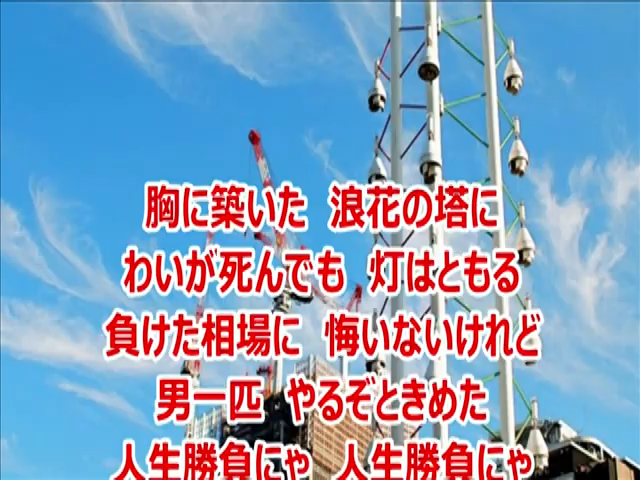 胸に築いた　浪花の塔に
わいが死んでも　灯はともる
負けた相場に　悔いないけれど
男一匹　やるぞときめた
人生勝負にゃ　人生勝負にゃ